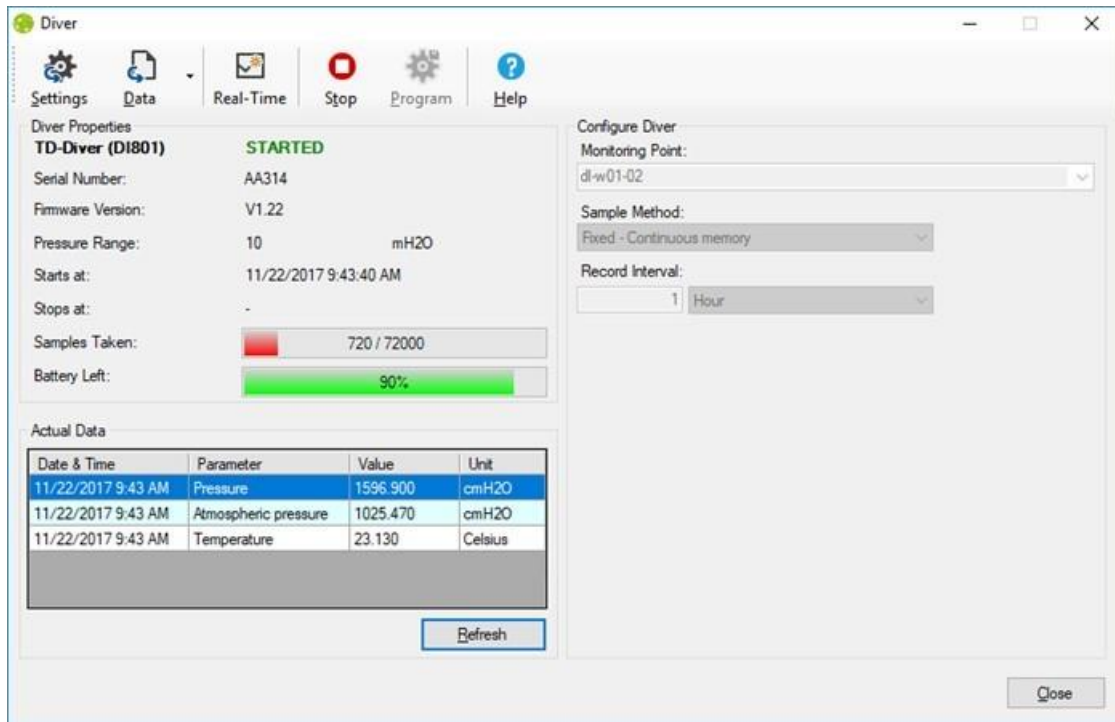 Diver
Settings Data Real-Time Stop Program Help
Diver Properties
TD-Diver (DI801) STARTED
Serial Number: AA314
Firmware Version: V1.22
Pressure Range: 10 mH2O
Starts at: 11/22/2017 9:43:40 AM
Stops at: -
Samples Taken: 720 / 72000
Battery Left: 90%
Actual Data
Date & Time Parameter Value Unit
11/22/2017 9:43 AM Pressure 1596.900 cmH2O
11/22/2017 9:43 AM Atmospheric pressure 1025.470 cmH2O
11/22/2017 9:43 AM Temperature 23.130 Celsius
Refresh
Configure Diver
Monitoring Point:
dl-w01-02
Sample Method:
Fixed - Continuous memory
Record Interval:
1 Hour
Close